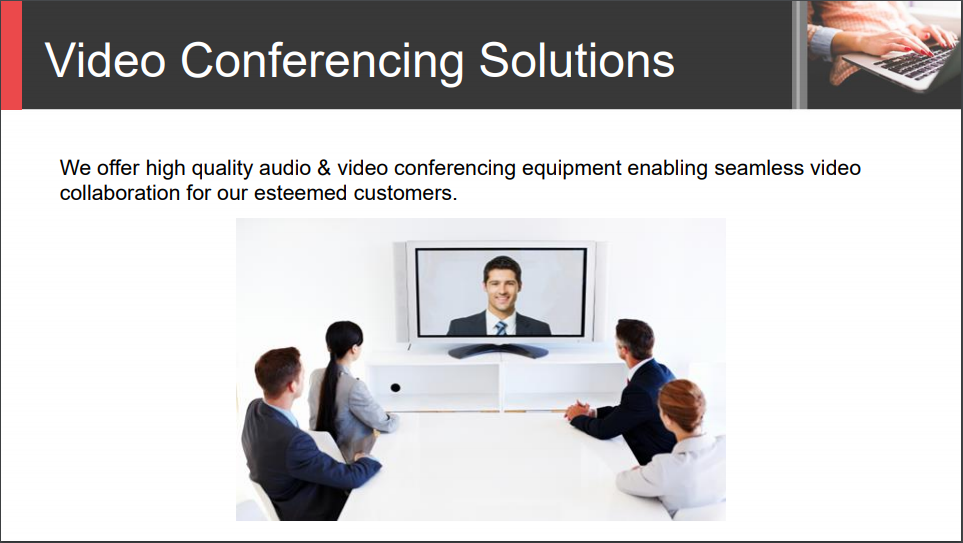 Video Conferencing Solutions
We offer high quality audio & video conferencing equipment enabling seamless video
collaboration for our esteemed customers.